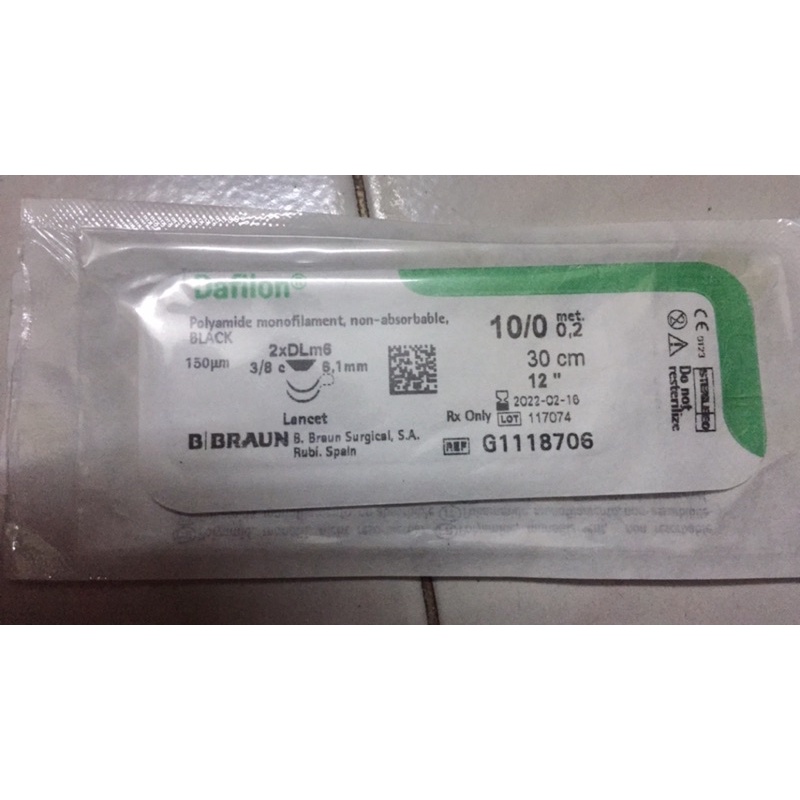 Dafilon®
Polyamide monofilament, non-absorbable,
BLACK
2xDLm6
150µm 3/8 c 6,1mm
Lancet
B|BRAUN B. Braun Surgical, S.A.
Rubi. Spain
10/0 met. 0,2
30 cm
12 "
2022-02-16
Rx Only LOT 117074
REF G1118706
CE 0123
STERILE EO
Do not
resterilize